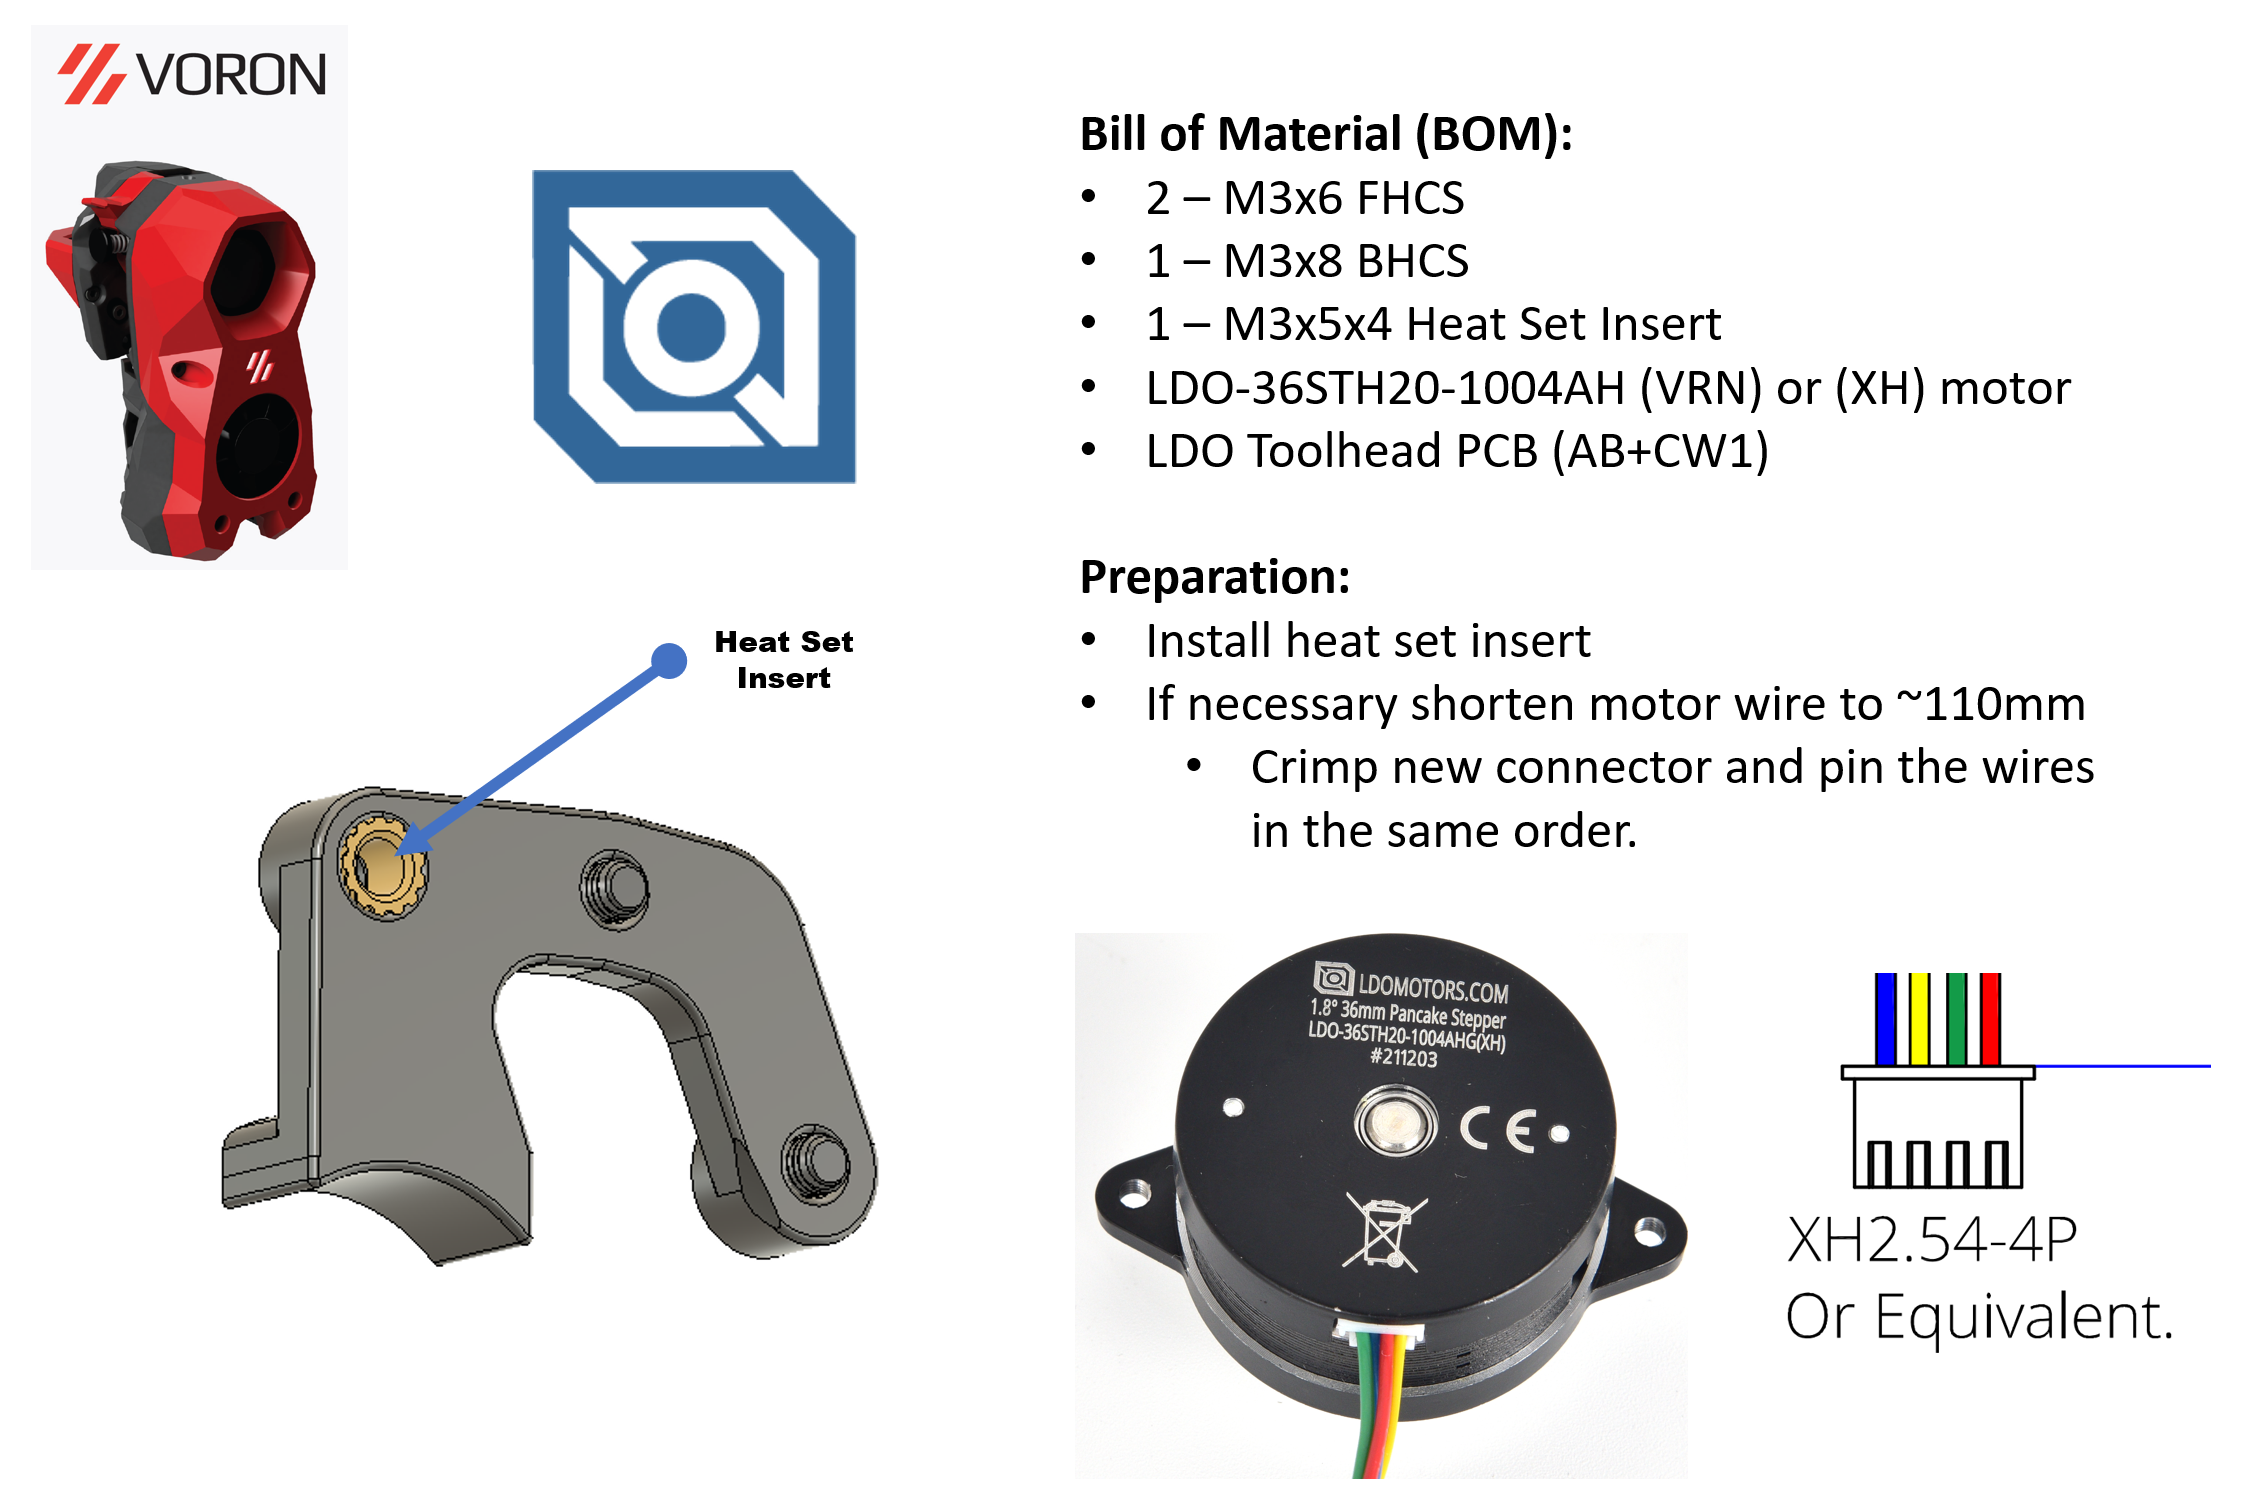 VORON
Bill of Material (BOM):
• 2 – M3x6 FHCS
• 1 – M3x8 BHCS
• 1 – M3x5x4 Heat Set Insert
• LDO-36STH20-1004AH (VRN) or (XH) motor
• LDO Toolhead PCB (AB+CW1)
Preparation:
• Install heat set insert
• If necessary shorten motor wire to ~110mm
• Crimp new connector and pin the wires
in the same order.
Heat Set
Insert
LDOMOTORS.COM
1.8° 36mm Pancake Stepper
LDO-36STH20-1004AHG(XH)
#211203
CE
XH2.54-4P
Or Equivalent.